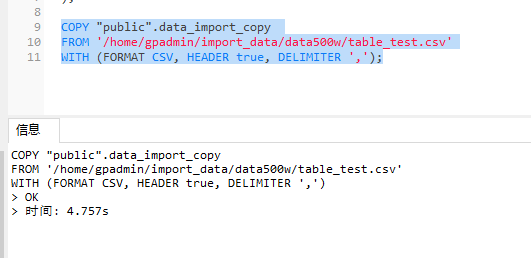 );
8
9 COPY "public".data_import_copy
10 FROM '/home/gpadmin/import_data/data500w/table_test.csv'
11 WITH (FORMAT CSV, HEADER true, DELIMITER ',');
信息
COPY "public".data_import_copy
FROM '/home/gpadmin/import_data/data500w/table_test.csv'
WITH (FORMAT CSV, HEADER true, DELIMITER ',')
> OK
> 时间: 4.757s